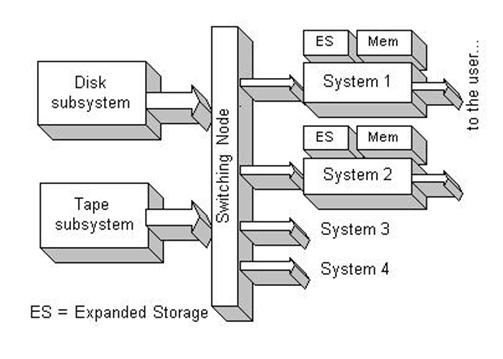 Disk
subsystem
Tape
subsystem
ES = Expanded Storage
Switching Node
ES
Mem
System 1
ES
Mem
System 2
System 3
System 4
to the user...